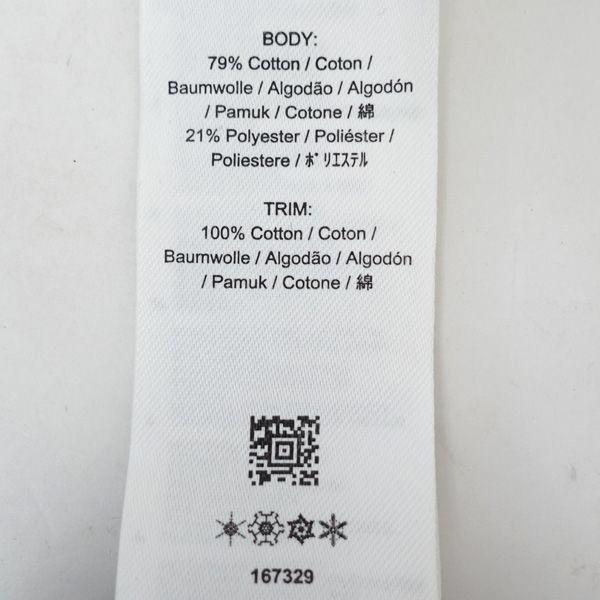 BODY:
79% Cotton / Coton /
Baumwolle / Algodão / Algodón
/ Pamuk / Cotone / 綿
21% Polyester / Poliéster /
Poliestere / ﾎﾟﾘｴｽﾃﾙ
TRIM:
100% Cotton / Coton /
Baumwolle / Algodão / Algodón
/ Pamuk / Cotone / 綿
167329